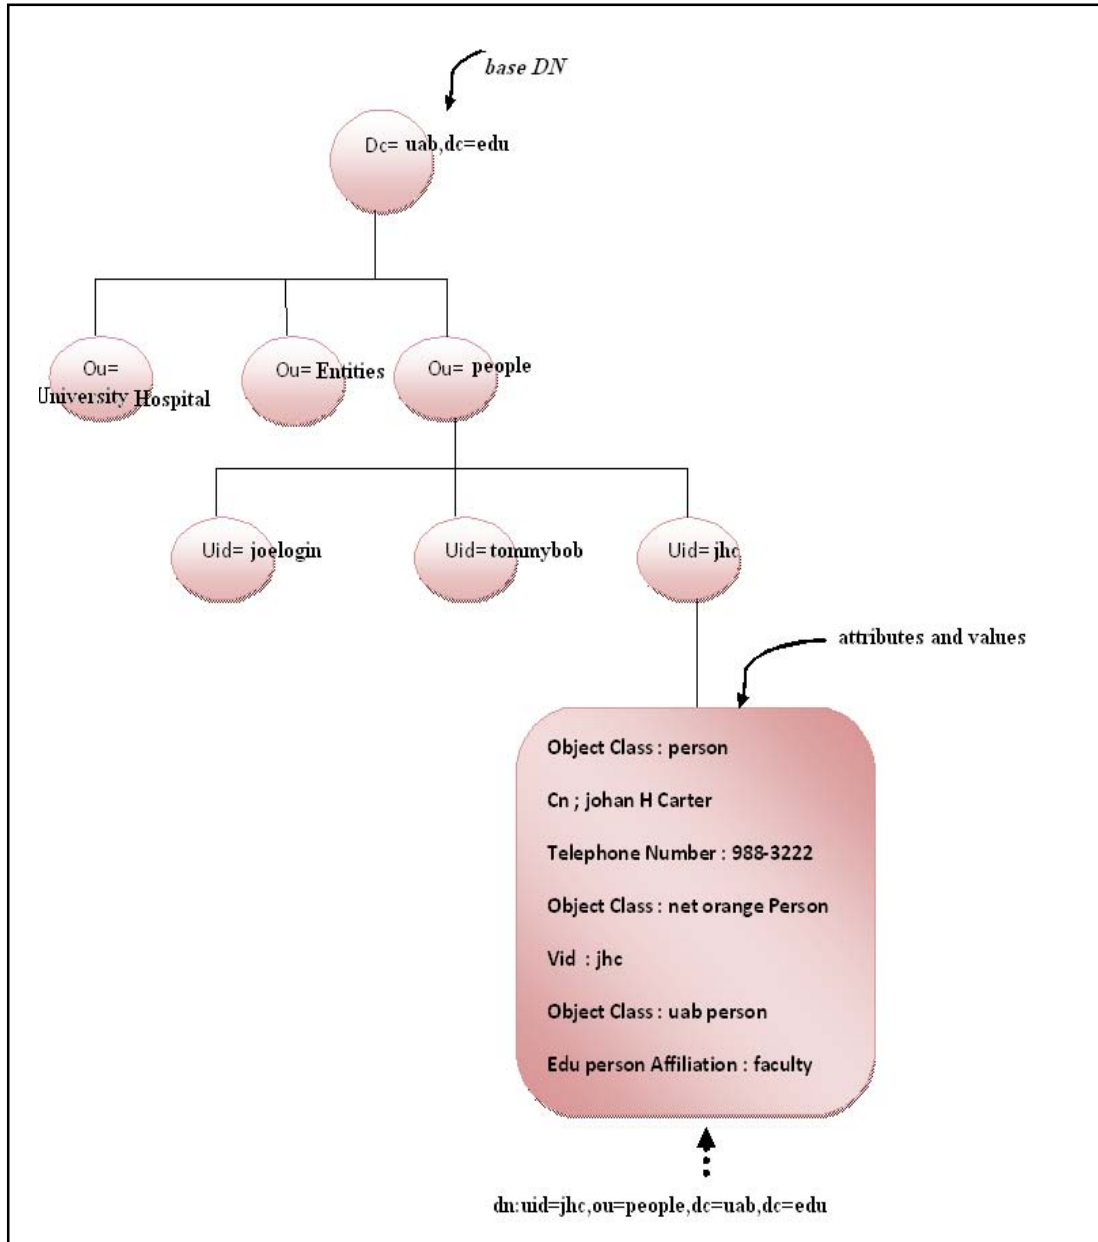 base DN
Dc= uab,dc=edu
Ou=
University Hospital
Ou= Entities
Ou= people
Uid= joelogin
Uid= tommybob
Uid= jhc
attributes and values
Object Class : person
Cn ; johan H Carter
Telephone Number : 988-3222
Object Class : net orange Person
Vid : jhc
Object Class : uab person
Edu person Affiliation : faculty
dn:uid=jhc,ou=people,dc=uab,dc=edu